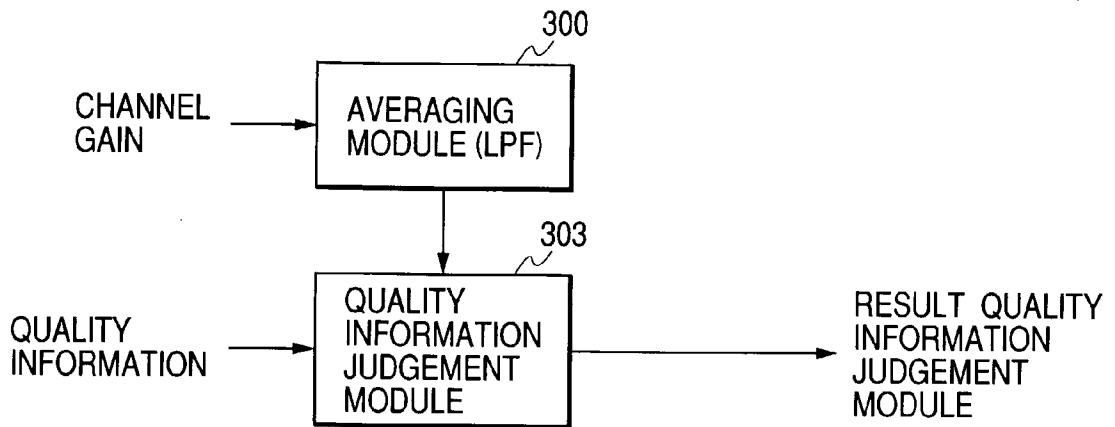 300
CHANNEL
GAIN
AVERAGING
MODULE (LPF)
303
QUALITY
INFORMATION
QUALITY
INFORMATION
JUDGEMENT
MODULE
RESULT QUALITY
INFORMATION
JUDGEMENT
MODULE